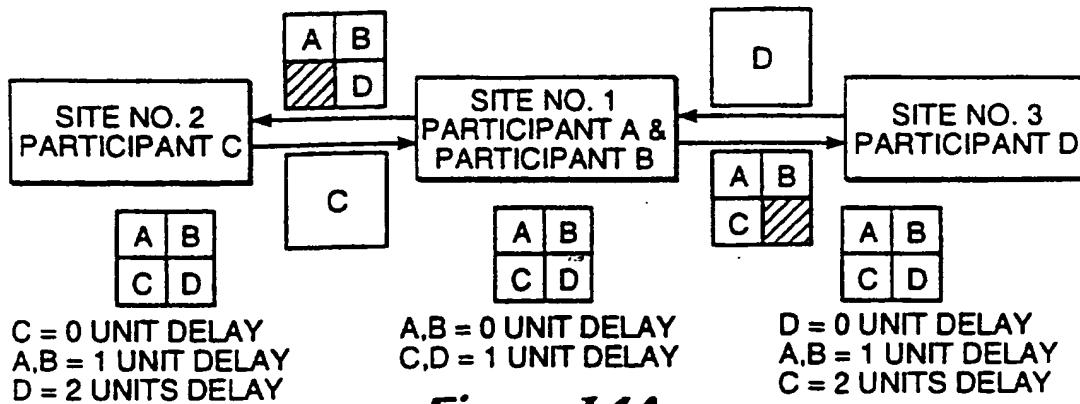 A B
D
D
SITE NO. 2
PARTICIPANT C
SITE NO. 1
PARTICIPANT A &
PARTICIPANT B
SITE NO. 3
PARTICIPANT D
C
A B
C
A B
C D
A B
C D
A B
C D
C = 0 UNIT DELAY
A,B = 1 UNIT DELAY
D = 2 UNITS DELAY
A,B = 0 UNIT DELAY
C,D = 1 UNIT DELAY
D = 0 UNIT DELAY
A,B = 1 UNIT DELAY
C = 2 UNITS DELAY